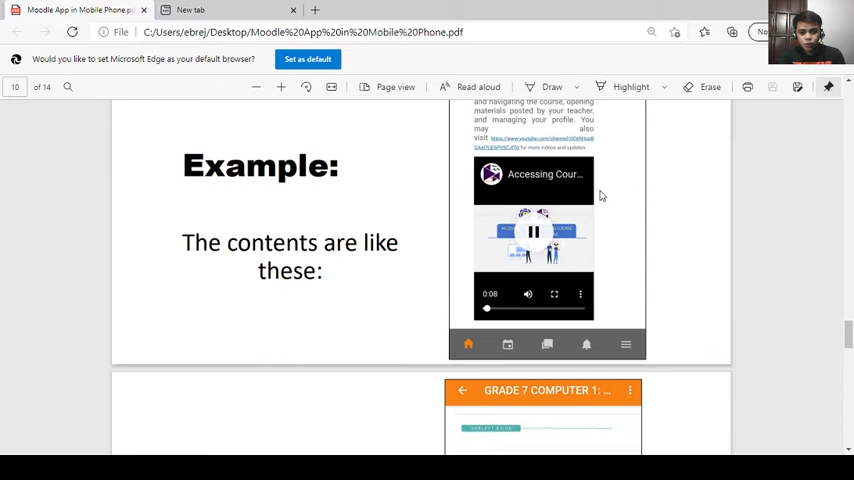 Moodle App in Mobile Phone.pd
New tab
File
C:/Users/ebrej/Desktop/Moodle%20App%20in%20Mobile%20Phone.pdf
Would you like to set Microsoft Edge as your default browser?
Set as default
10
of 14
Page view
Read aloud
Draw
Highlight
Erase
and navigating the course, opening
materials posted by your teacher,
and managing your profile. You
may also
visit
for more videos and updates
Example:
Accessing Cour...
The contents are like
these:
0:08
GRADE 7 COMPUTER 1: ...